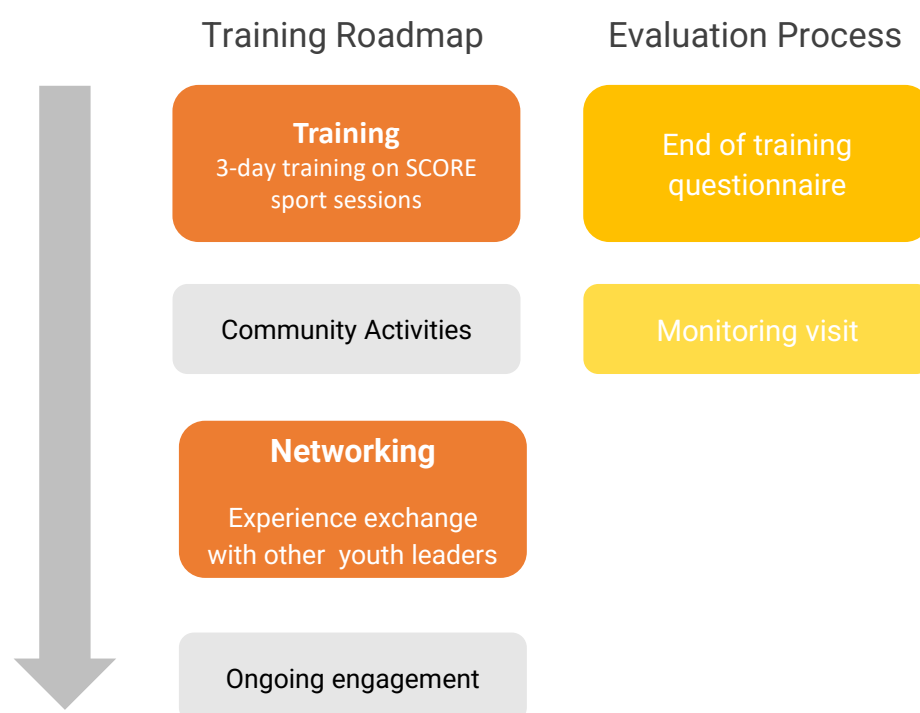 Training Roadmap
Evaluation Process
Training
3-day training on SCORE
sport sessions
End of training
questionnaire
Community Activities
Monitoring visit
Networking
Experience exchange
with other  youth leaders
Ongoing engagement